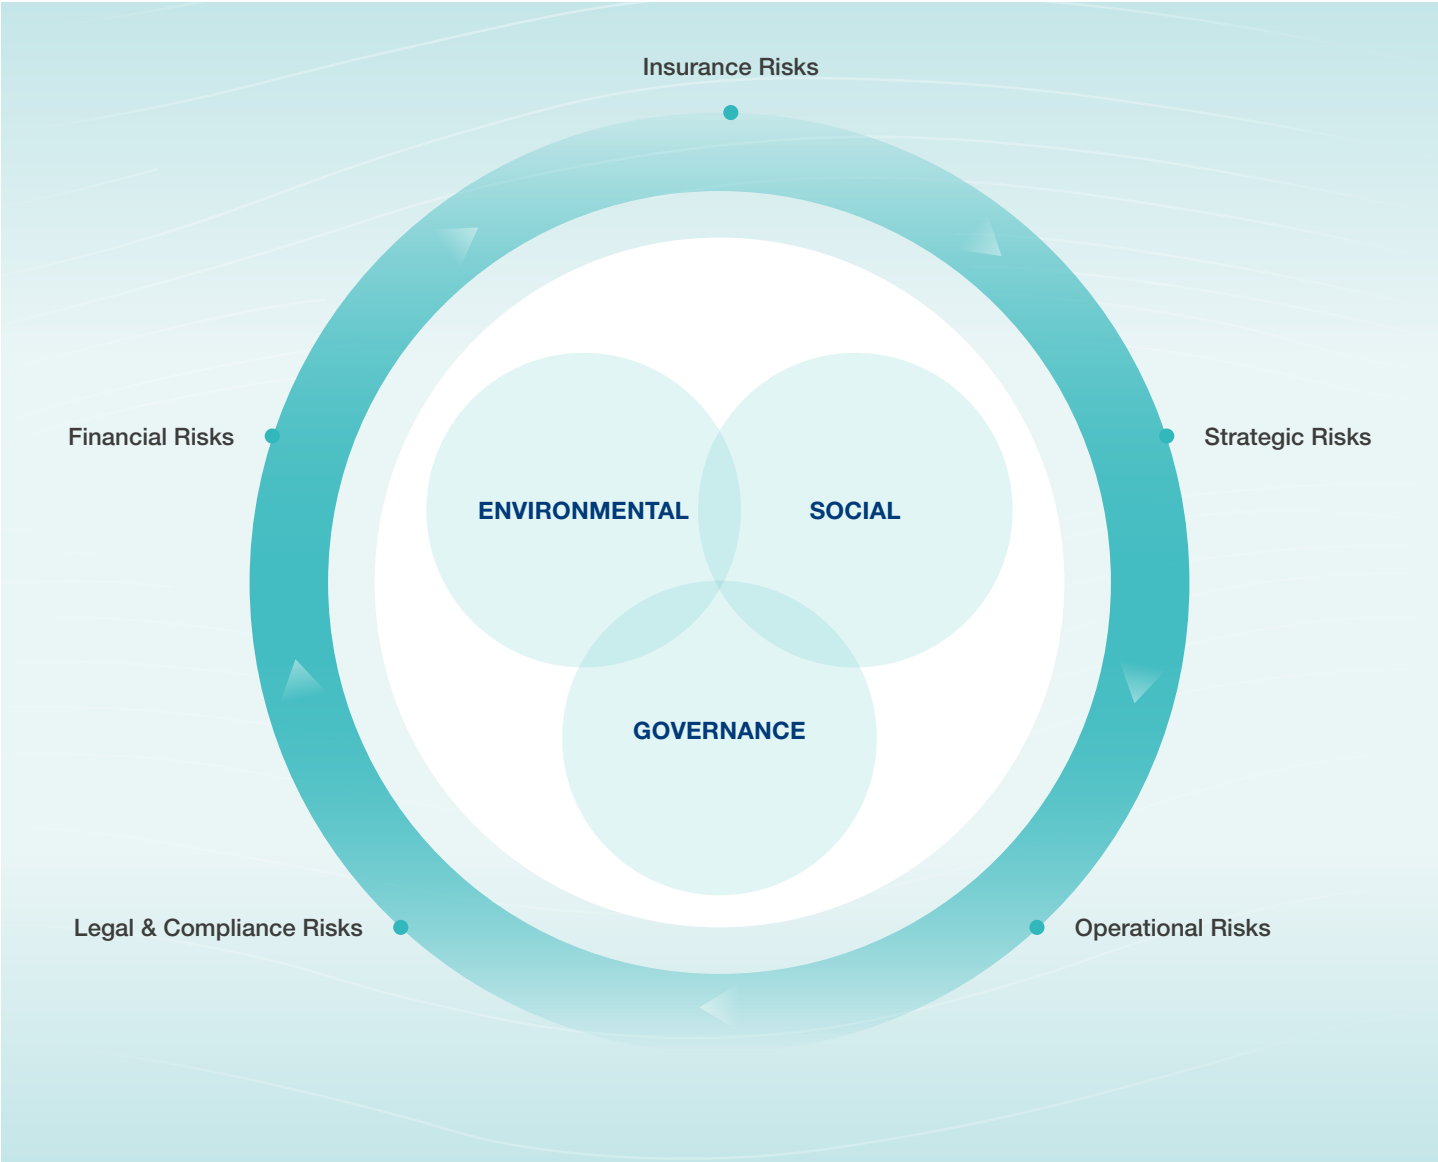 Insurance Risks
Financial Risks
Strategic Risks
ENVIRONMENTAL
SOCIAL
GOVERNANCE
Legal & Compliance Risks
Operational Risks